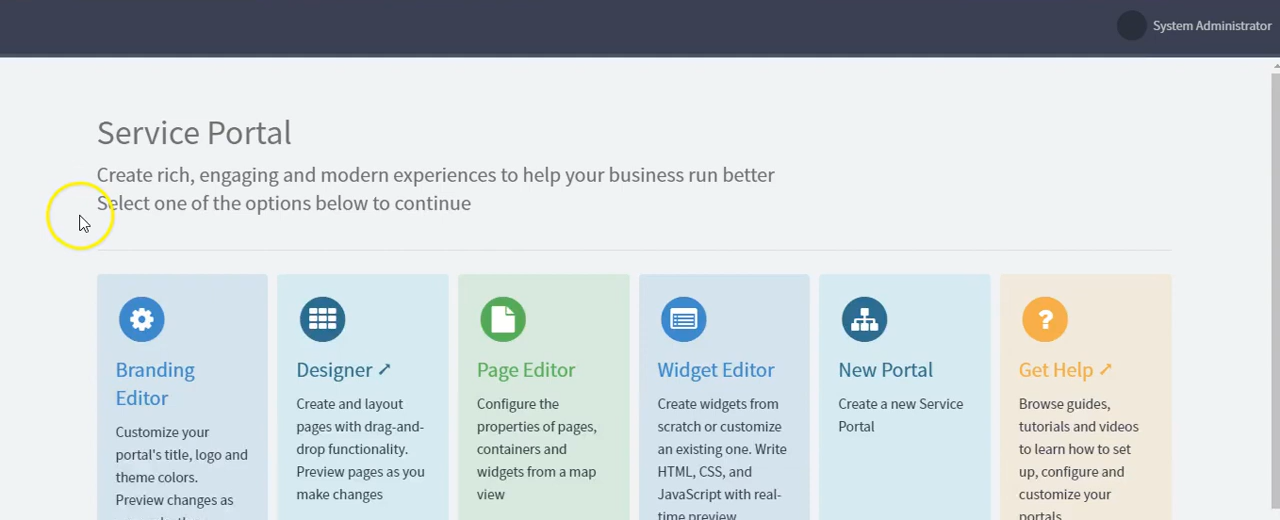 System Administrator
Service Portal
Create rich, engaging and modern experiences to help your business run better
Select one of the options below to continue
Branding
Editor
Customize your
portal's title, logo and
theme colors.
Preview changes as
Designer
Create and layout
pages with drag-and-
drop functionality.
Preview pages as you
make changes
Page Editor
Configure the
properties of pages,
containers and
widgets from a map
view
Widget Editor
Create widgets from
scratch or customize
an existing one. Write
HTML, CSS, and
JavaScript with real-
time preview
New Portal
Create a new Service
Portal
Get Help
Browse guides,
tutorials and videos
to learn how to set
up, configure and
customize your
portals